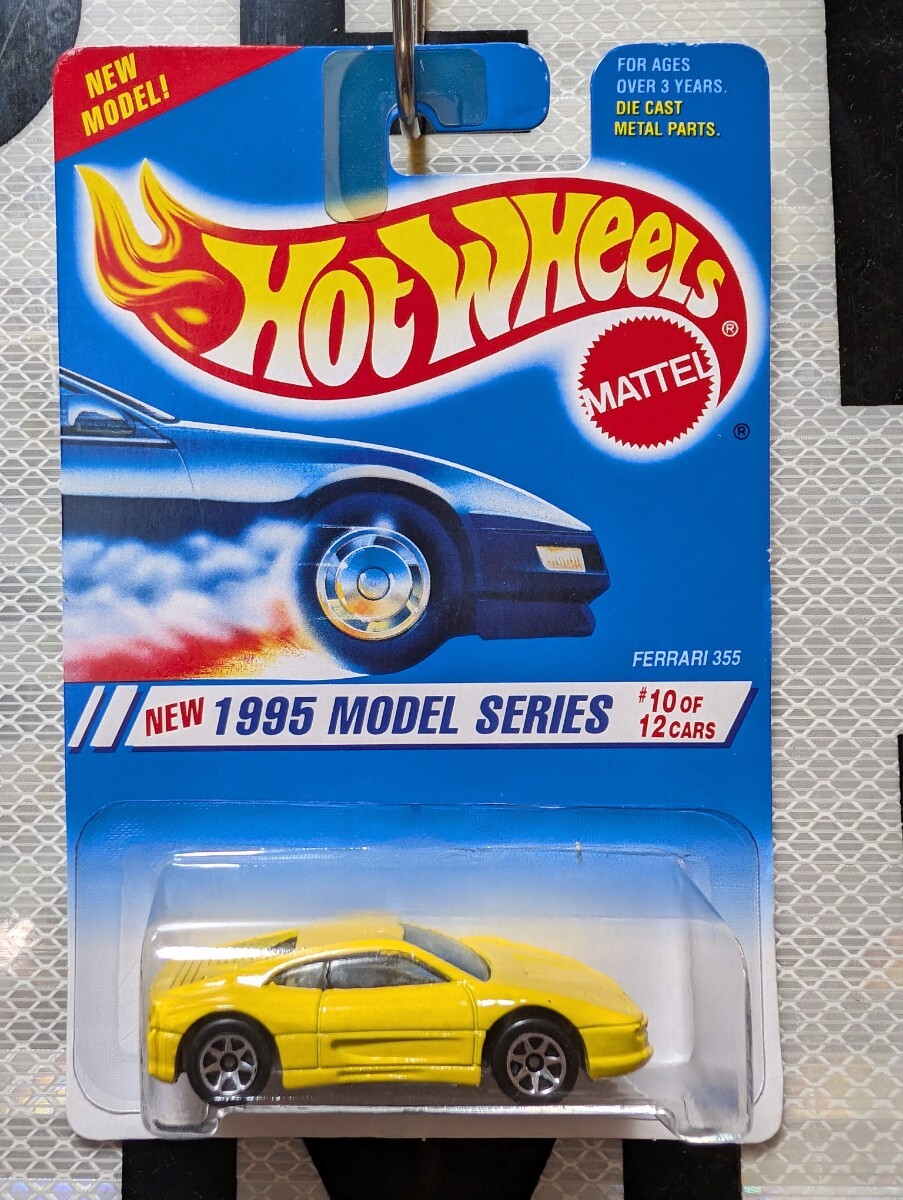 NEW
MODEL!
FOR AGES
OVER 3 YEARS.
DIE CAST
METAL PARTS.
HOT WHEELS ®
MATTEL
®
FERRARI 355
NEW 1995 MODEL SERIES
#10 OF
12 CARS